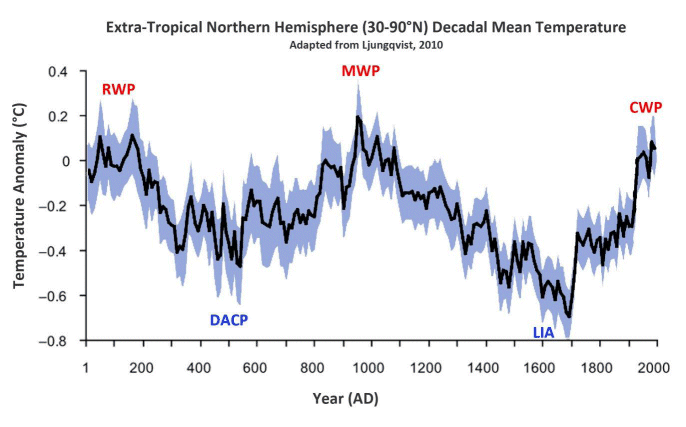 Extra-Tropical Northern Hemisphere (30-90°N) Decadal Mean Temperature
Adapted from Ljungqvist, 2010
0.4
0.2
0
−0.2
−0.4
−0.6
−0.8
Temperature Anomaly (°C)
RWP
MWP
CWP
DACP
LIA
1 200 400 600 800 1000 1200 1400 1600 1800 2000
Year (AD)